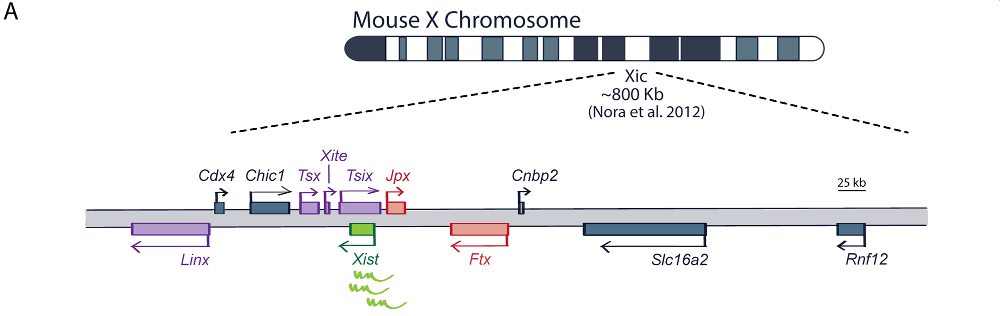 A
Mouse X Chromosome
Xic
~800 Kb
(Nora et al. 2012)
Xite
Cdx4 Chic1 Tsx Tsix Jpx Cnbp2
25 kb
Linx Xist Ftx Slc16a2 Rnf12